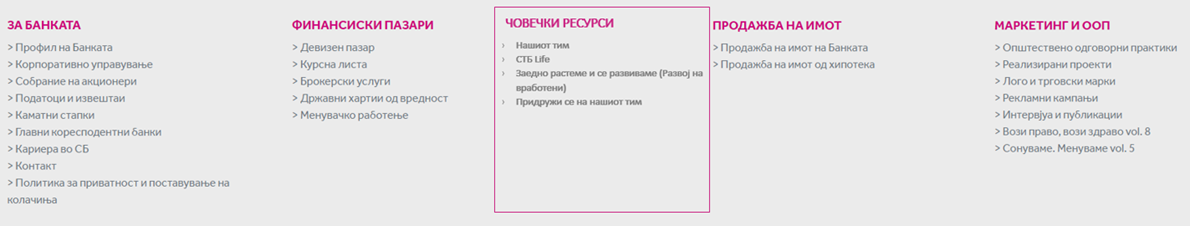 ЗА БАНКАТА
> Профил на Банката
> Корпоративно управување
> Собрание на акционери
> Податоци и извештаи
> Каматни стапки
> Главни коресподентни банки
> Кариера во СБ
> Контакт
> Политика за приватност и поставување на
колачиња
ФИНАНСИСКИ ПАЗАРИ
> Девизен пазар
> Курсна листа
> Брокерски услуги
> Државни хартии од вредност
> Менувачко работење
ЧОВЕЧКИ РЕСУРСИ
› Нашиот тим
› СТБ Life
› Заедно растеме и се развиваме (Развој на
вработени)
› Придружи се на нашиот тим
ПРОДАЖБА НА ИМОТ
> Продажба на имот на Банката
> Продажба на имот од хипотека
МАРКЕТИНГ И ООП
> Општествено одговорни практики
> Реализирани проекти
> Лого и трговски марки
> Рекламни кампањи
> Интервјуа и публикации
> Вози право, вози здраво vol. 8
> Сонуваме. Менуваме vol. 5